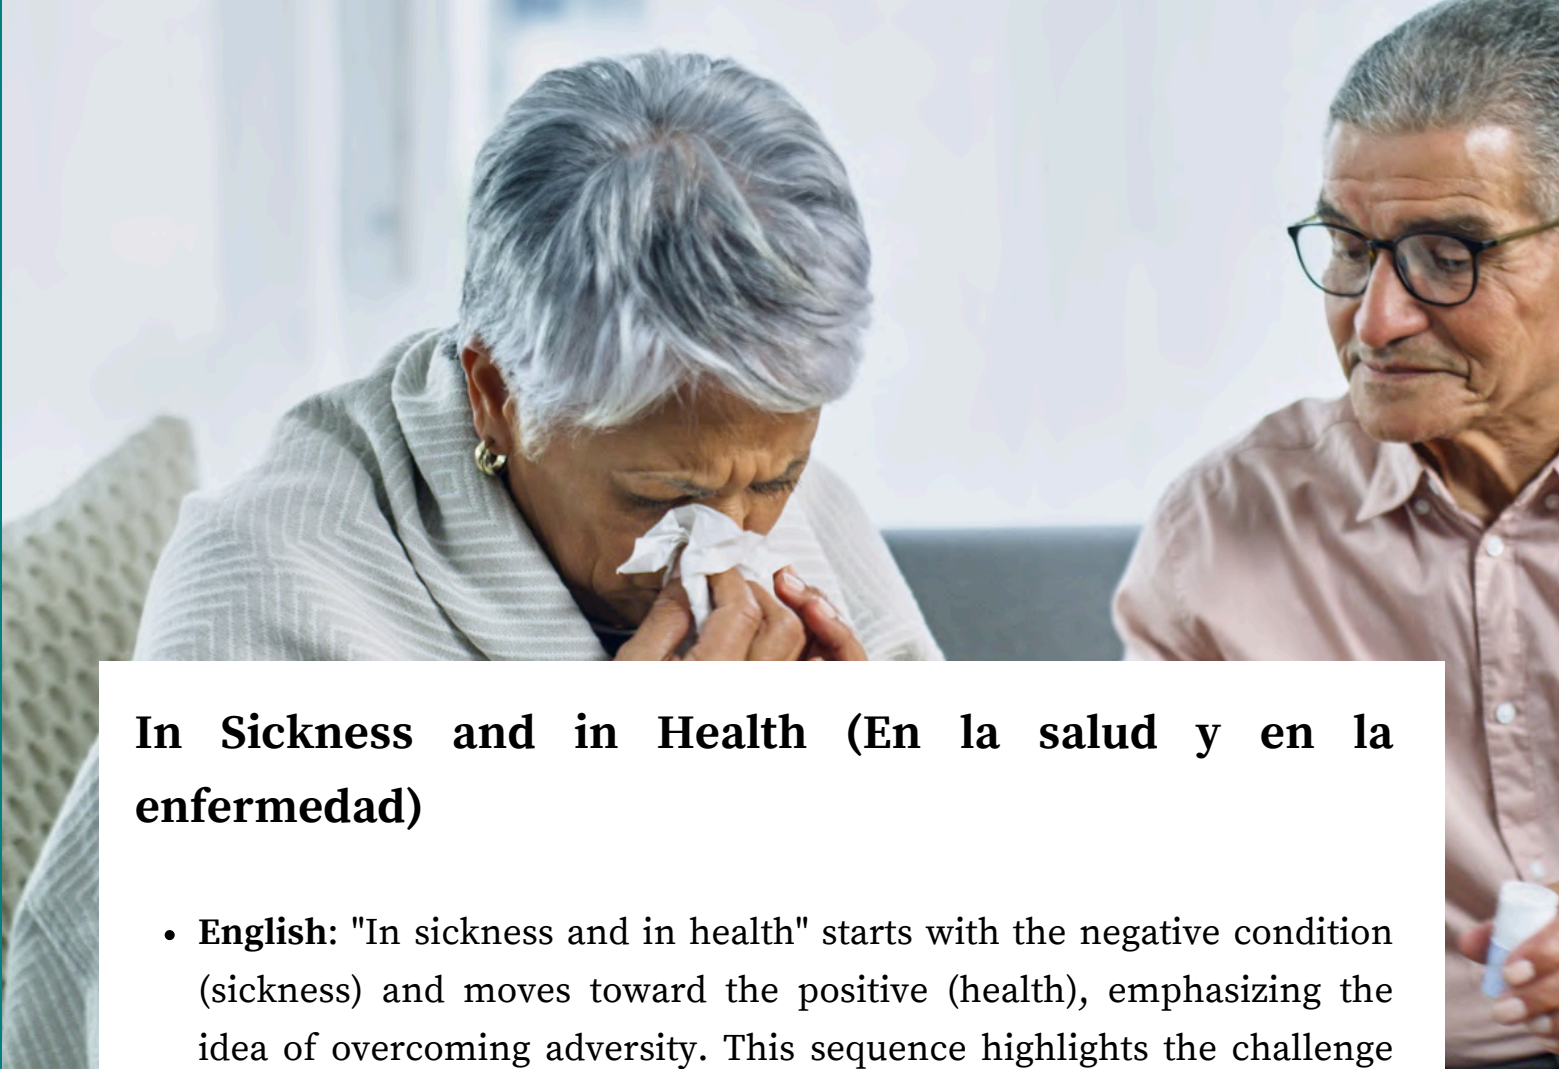 In Sickness and in Health (En la salud y en la
enfermedad)
• English: "In sickness and in health" starts with the negative condition
(sickness) and moves toward the positive (health), emphasizing the
idea of overcoming adversity. This sequence highlights the challenge